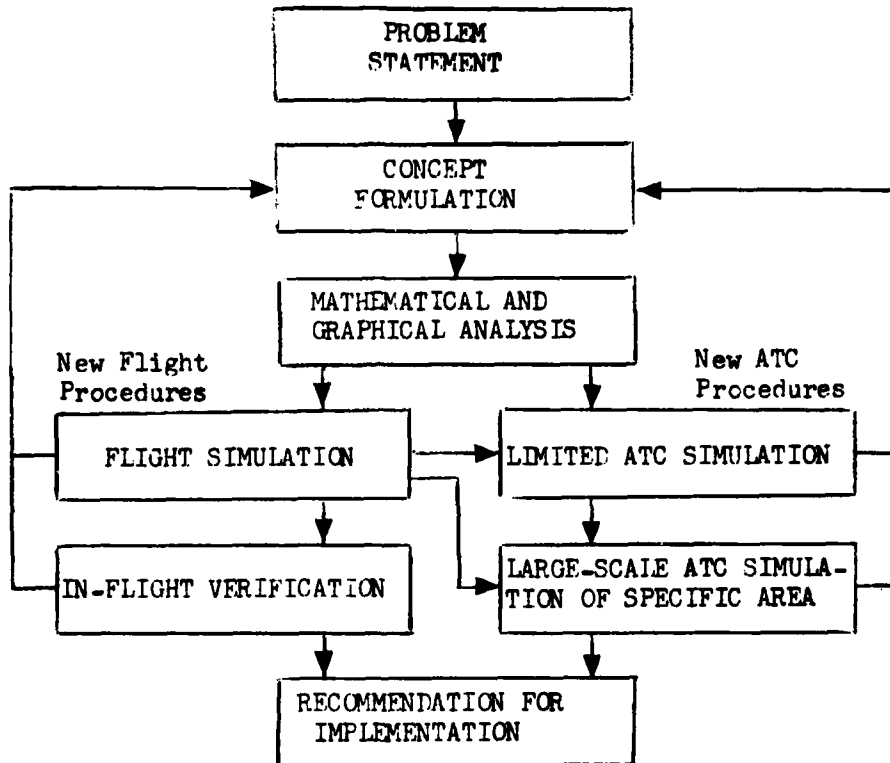 PROBLEM
STATEMENT
CONCEPT
FORMULATION
MATHEMATICAL AND
GRAPHICAL ANALYSIS
New Flight
Procedures
New ATC
Procedures
FLIGHT SIMULATION
LIMITED ATC SIMULATION
IN-FLIGHT VERIFICATION
LARGE-SCALE ATC SIMULA-
TION OF SPECIFIC AREA
RECOMMENDATION FOR
IMPLEMENTATION